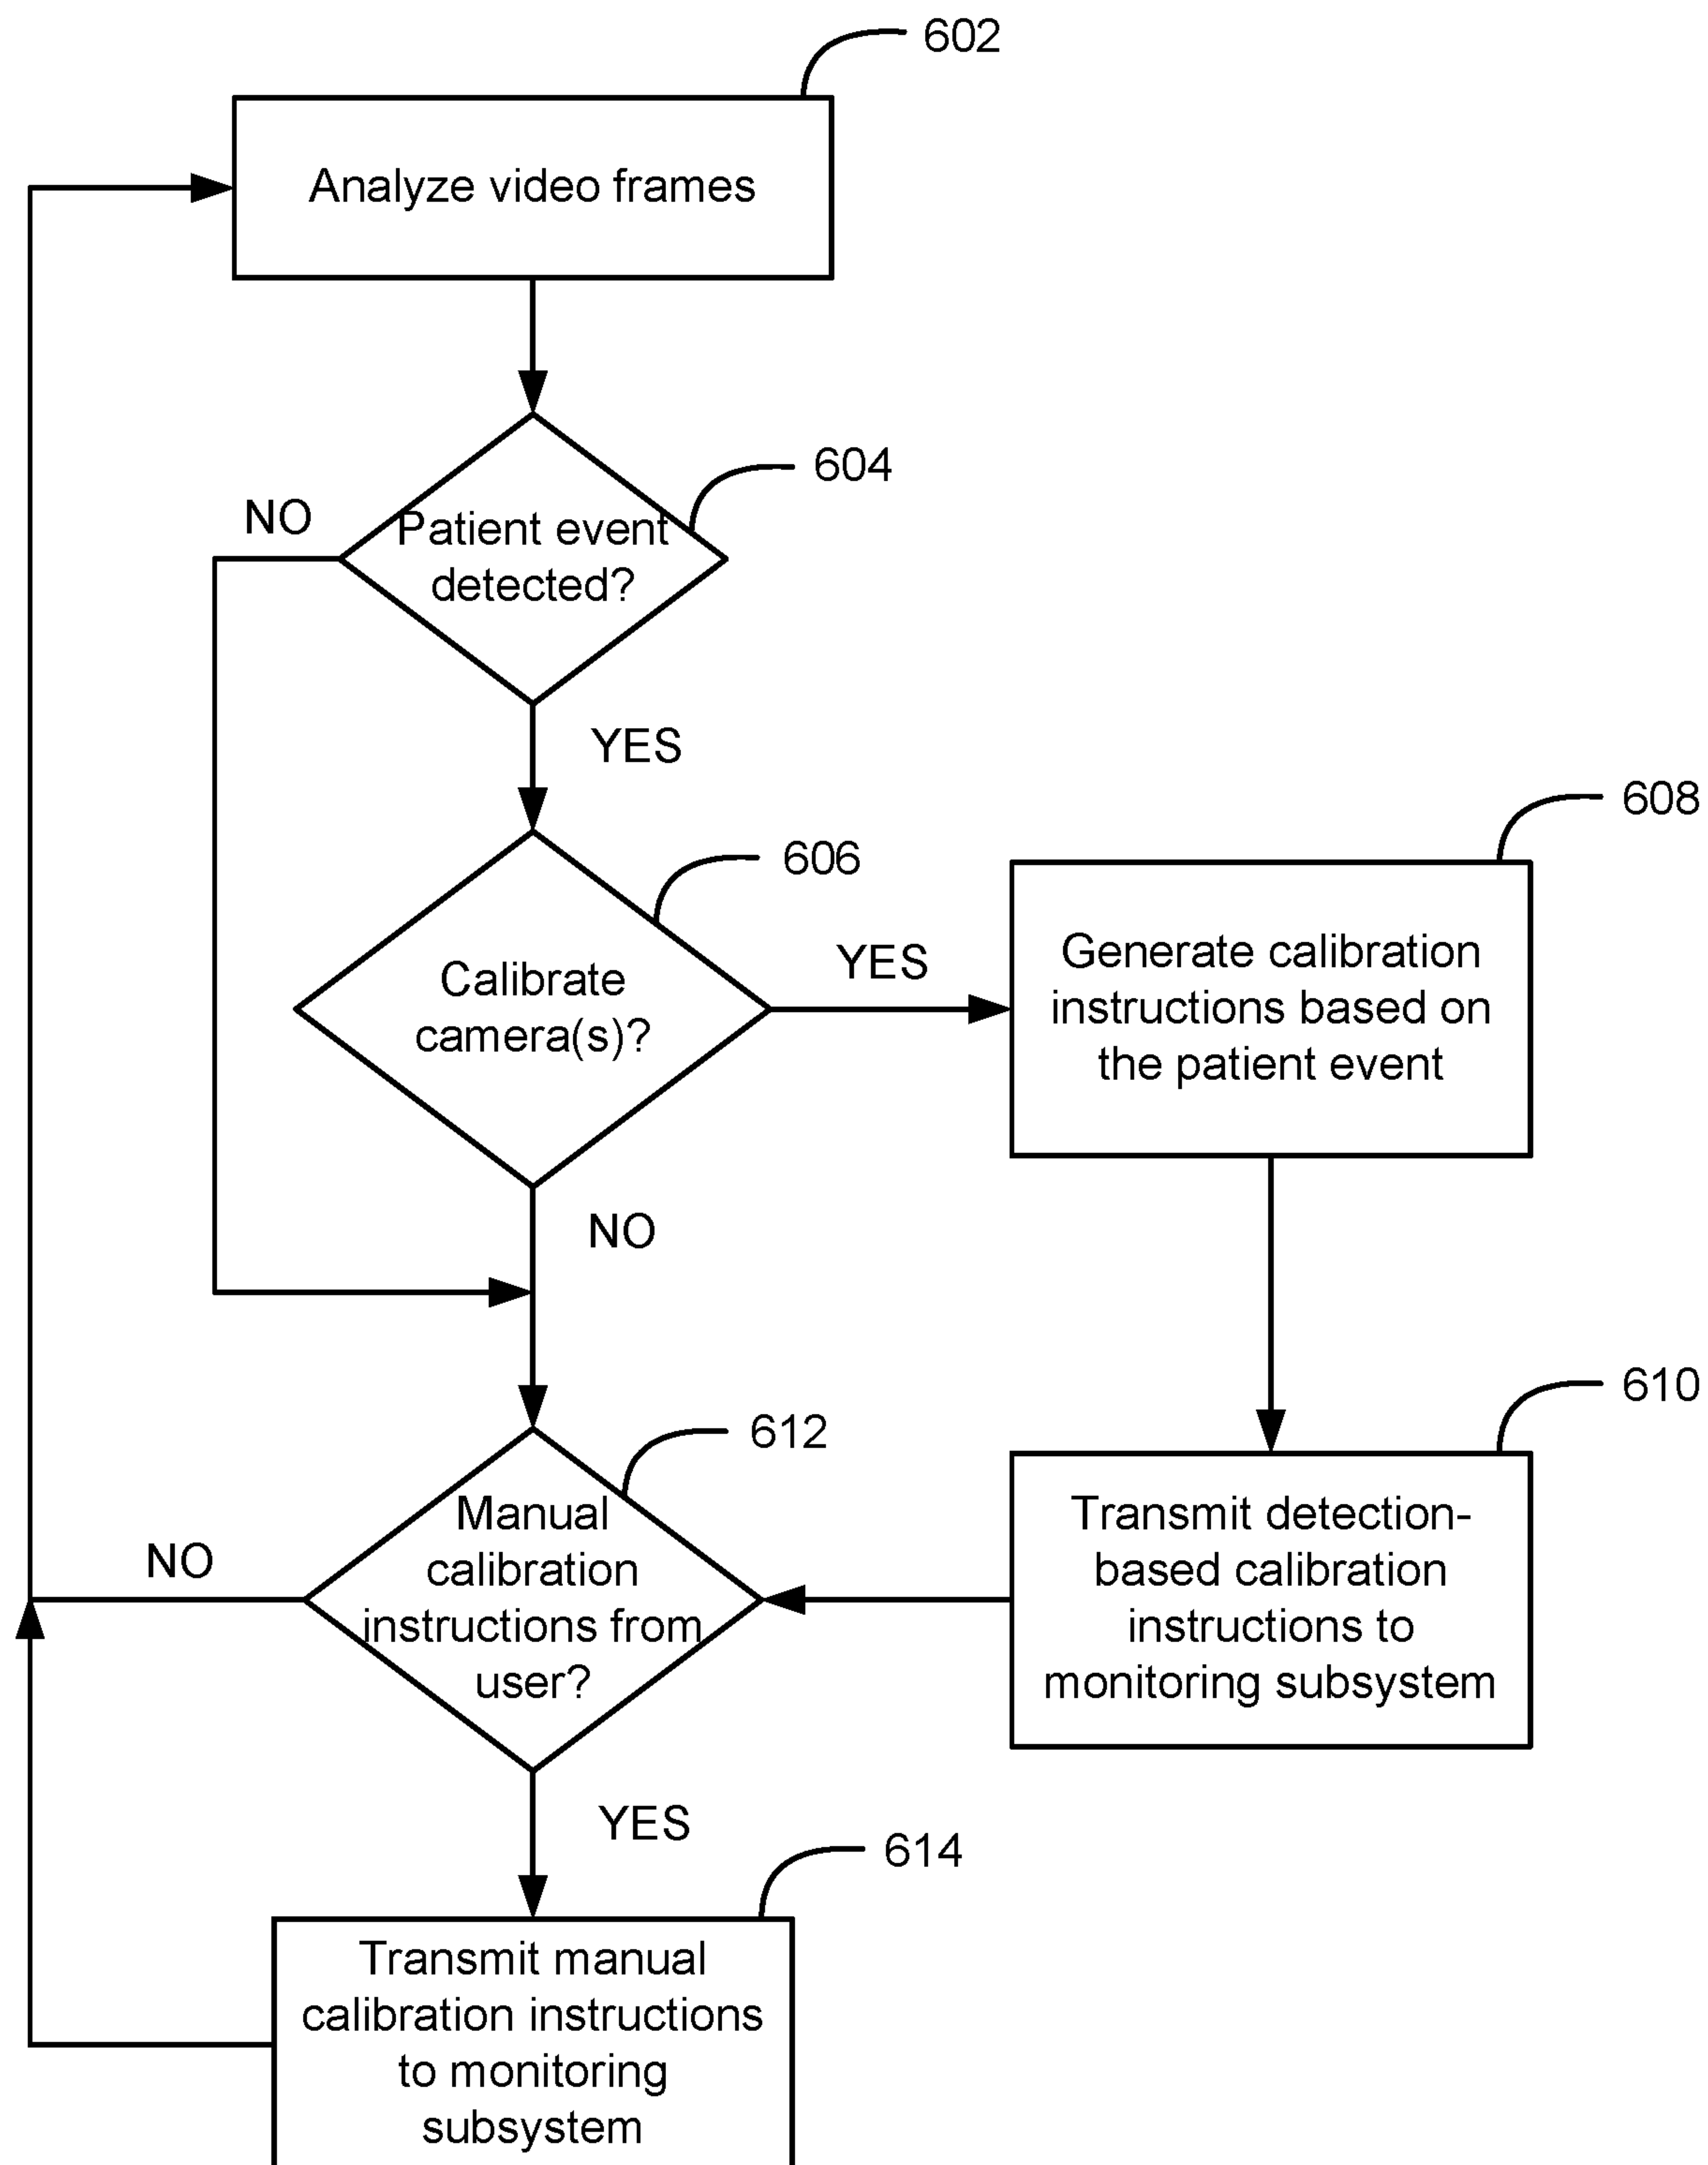 602
Analyze video frames
604
NO
Patient event
detected?
YES
608
606
Calibrate
camera(s)?
YES
Generate calibration
instructions based on
the patient event
NO
610
612
Manual
calibration
instructions from
user?
NO
Transmit detection-
based calibration
instructions to
monitoring subsystem
YES
614
Transmit manual
calibration instructions
to monitoring
subsystem